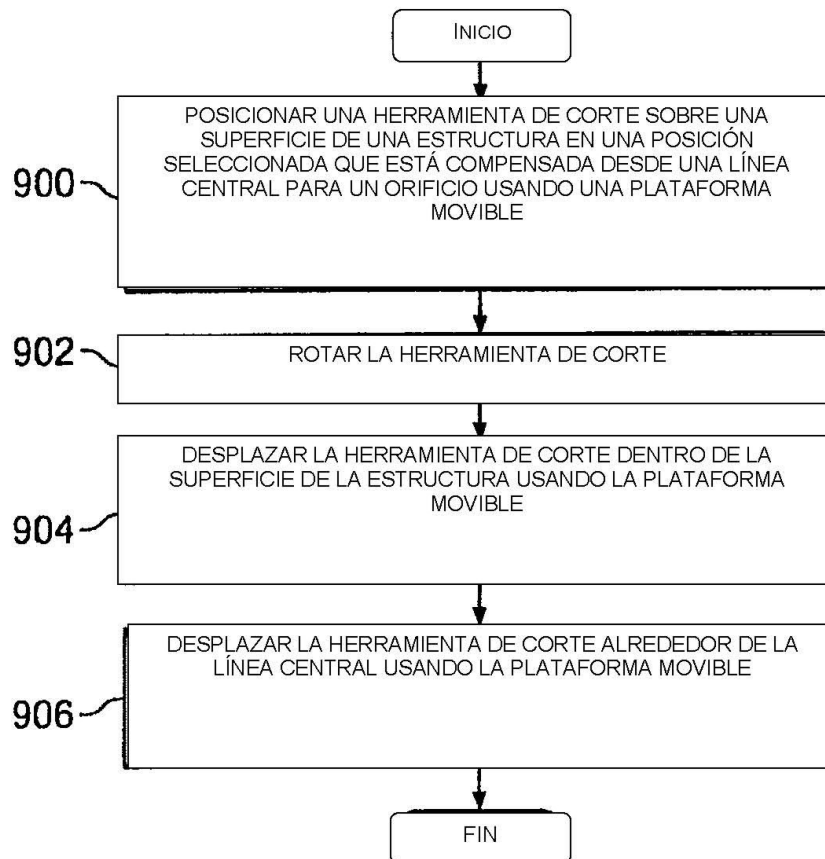 INICIO
900
POSICIONAR UNA HERRAMIENTA DE CORTE SOBRE UNA
SUPERFICIE DE UNA ESTRUCTURA EN UNA POSICIÓN
SELECCIONADA QUE ESTÁ COMPENSADA DESDE UNA LÍNEA
CENTRAL PARA UN ORIFICIO USANDO UNA PLATAFORMA
MOVIBLE
902
ROTAR LA HERRAMIENTA DE CORTE
904
DESPLAZAR LA HERRAMIENTA DE CORTE DENTRO DE LA
SUPERFICIE DE LA ESTRUCTURA USANDO LA PLATAFORMA
MOVIBLE
906
DESPLAZAR LA HERRAMIENTA DE CORTE ALREDEDOR DE LA
LÍNEA CENTRAL USANDO LA PLATAFORMA MOVIBLE
FIN